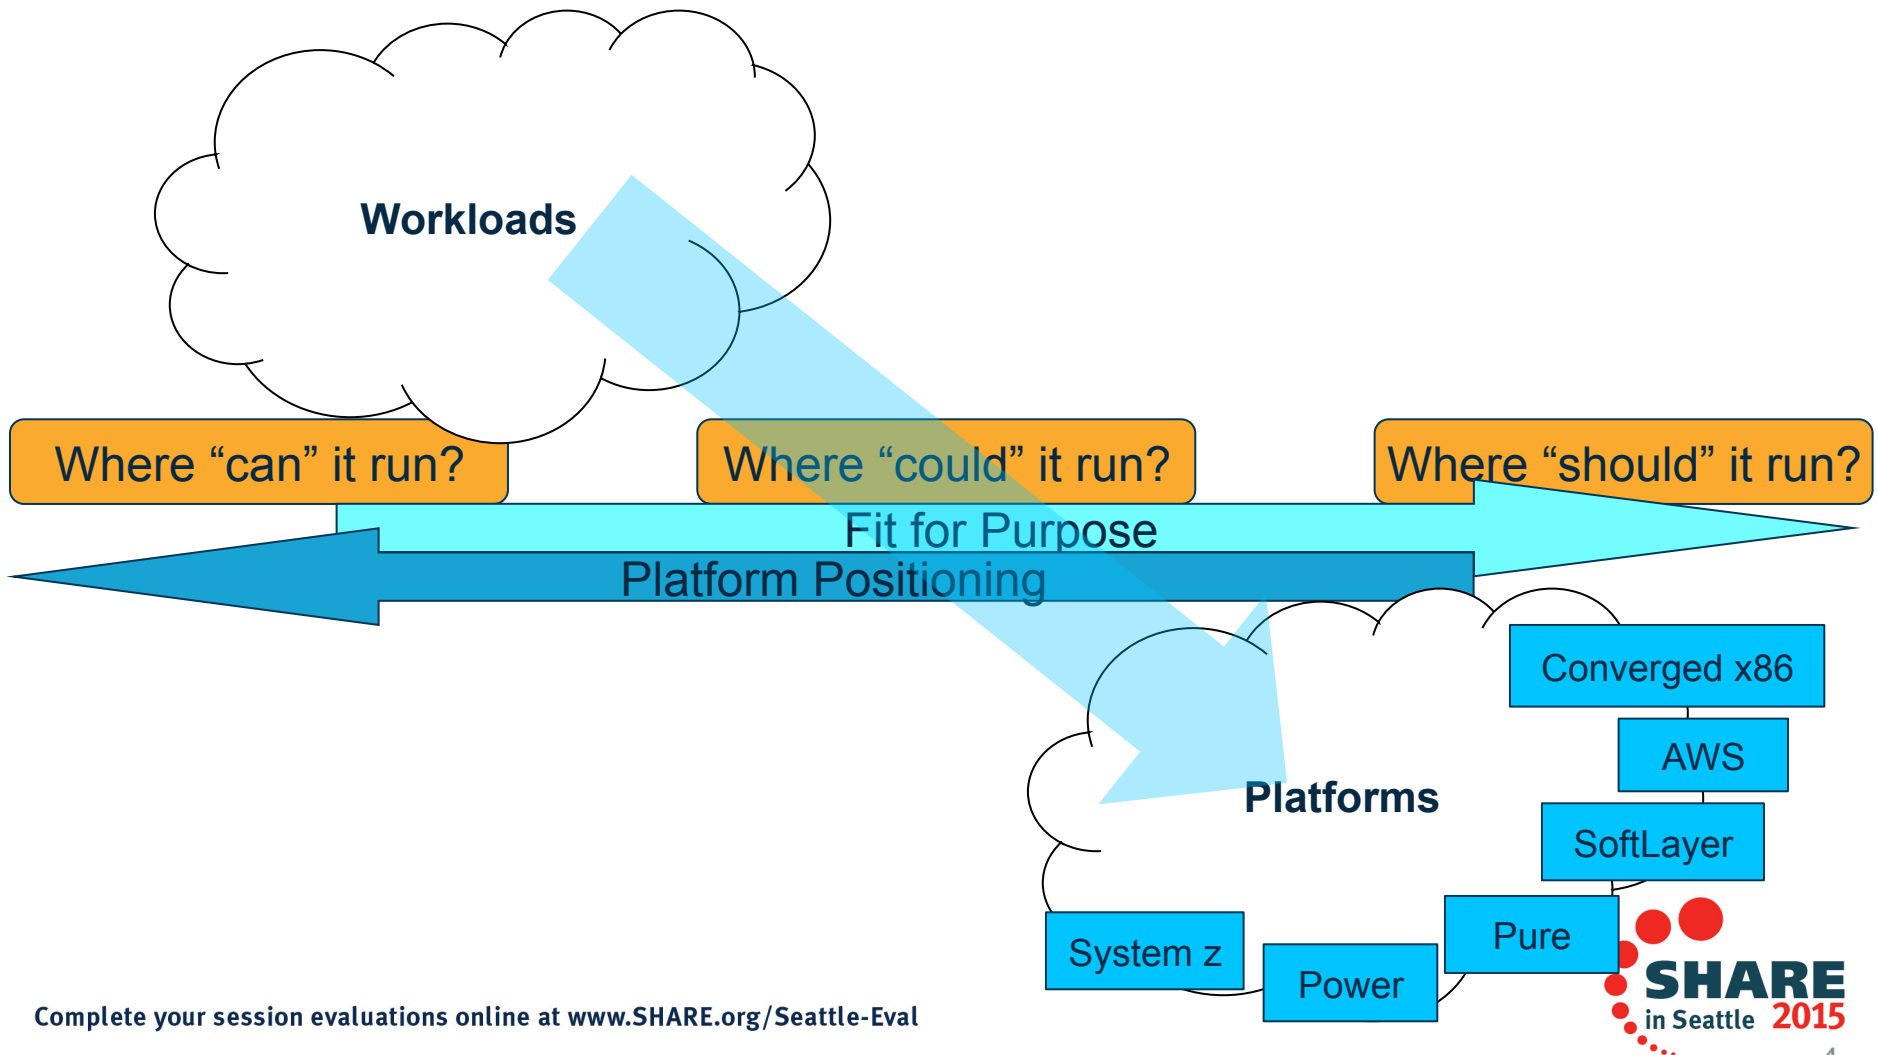 Workloads
Where “can” it run?
Where “could” it run?
Where “should” it run?
Fit for Purpose
Platform Positioning
Converged x86
AWS
Platforms
SoftLayer
Pure
System z
Power
SHARE
in Seattle 2015
Complete your session evaluations online at www.SHARE.org/Seattle-Eval